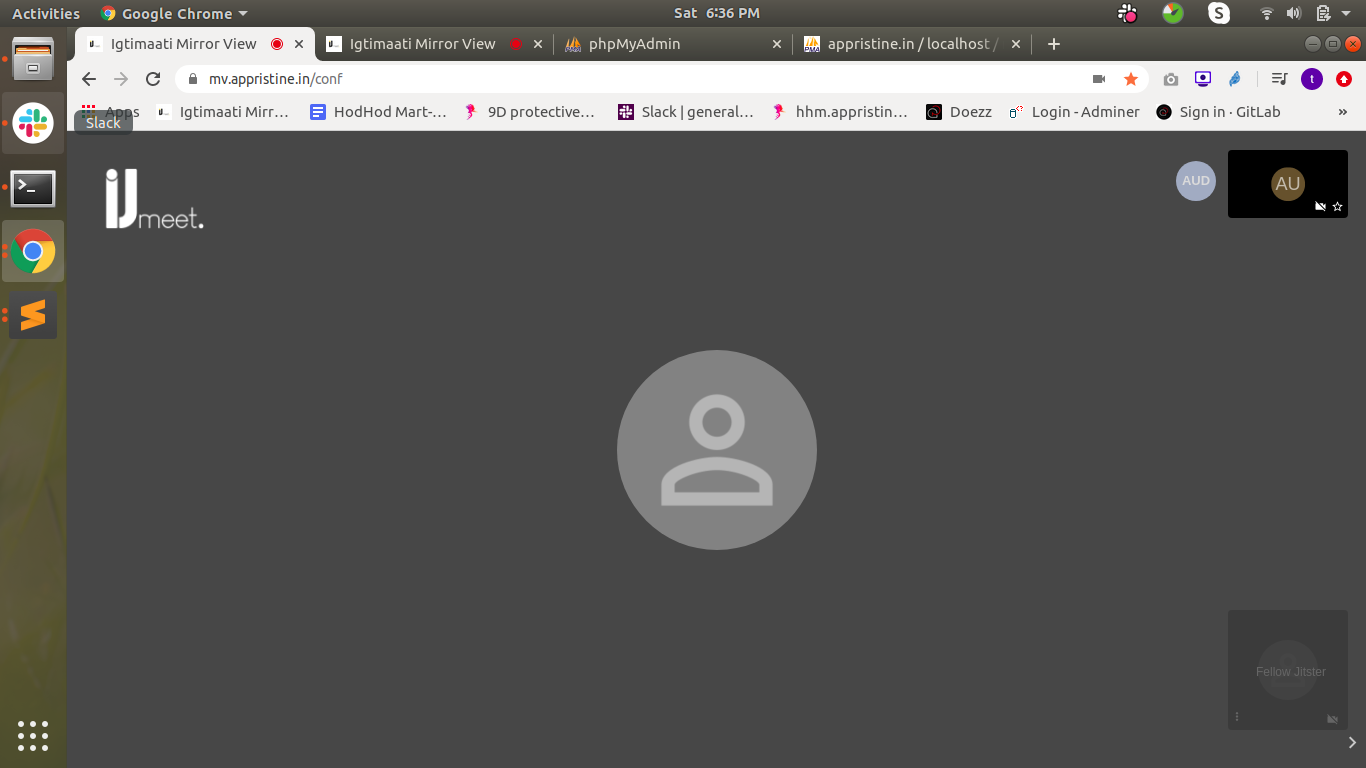 Activities
Google Chrome
Sat 6:36 PM
Igtimaati Mirror View
Igtimaati Mirror View
phpMyAdmin
appristine.in / localhost /
mv.appristine.in/conf
t
Apps
Igtimaati Mirr…
HodHod Mart-…
9D protective…
Slack | general…
hhm.appristin…
Doezz
Login - Adminer
Sign in · GitLab
»
Slack
IJmeet.
AUD
AU
Fellow Jitster